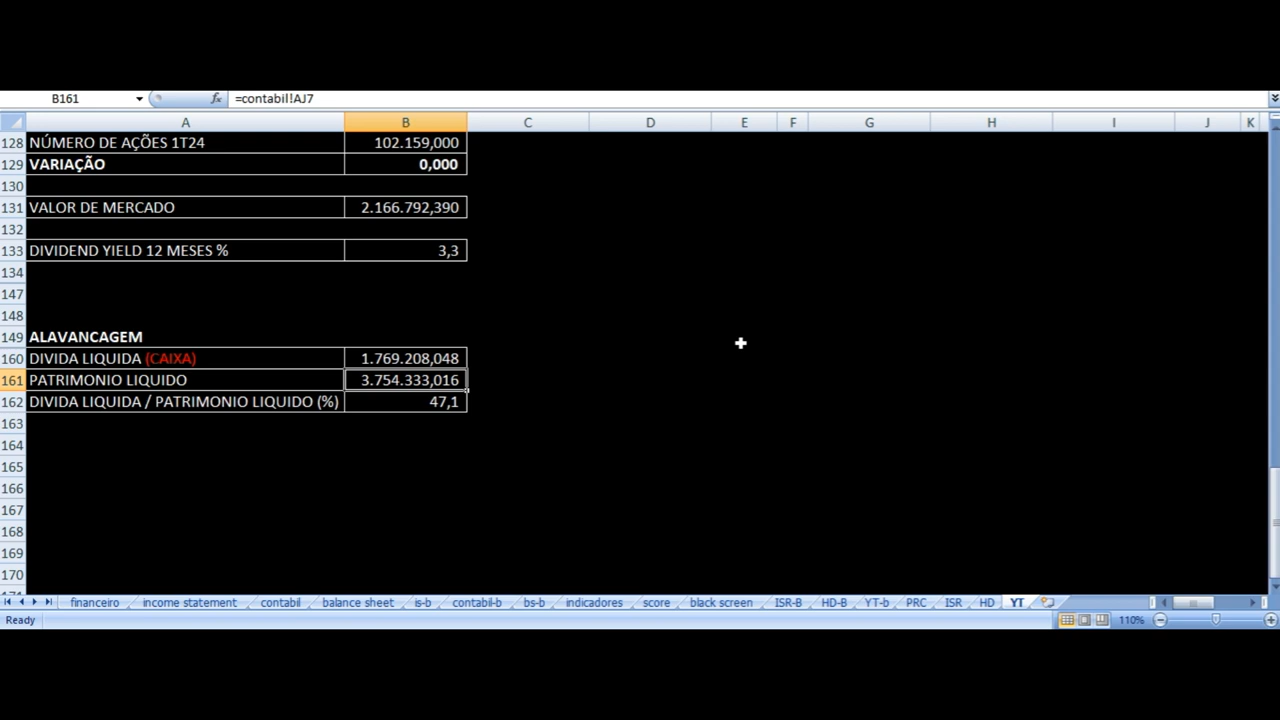 B161 fx =contabil!AJ7
A B C D E F G H I J K
128 NÚMERO DE AÇÕES 1T24 102.159,000
129 VARIAÇÃO 0,000
130
131 VALOR DE MERCADO 2.166.792,390
132
133 DIVIDEND YIELD 12 MESES % 3,3
134
147
148
149 ALAVANCAGEM
160 DIVIDA LIQUIDA (CAIXA) 1.769.208,048
161 PATRIMONIO LIQUIDO 3.754.333,016
162 DIVIDA LIQUIDA / PATRIMONIO LIQUIDO (%) 47,1
163
164
165
166
167
168
169
170
financeiro income statement contabil balance sheet is-b contabil-b bs-b indicadores score black screen ISR-B HD-B YT-b PRC ISR HD YT
Ready 110%